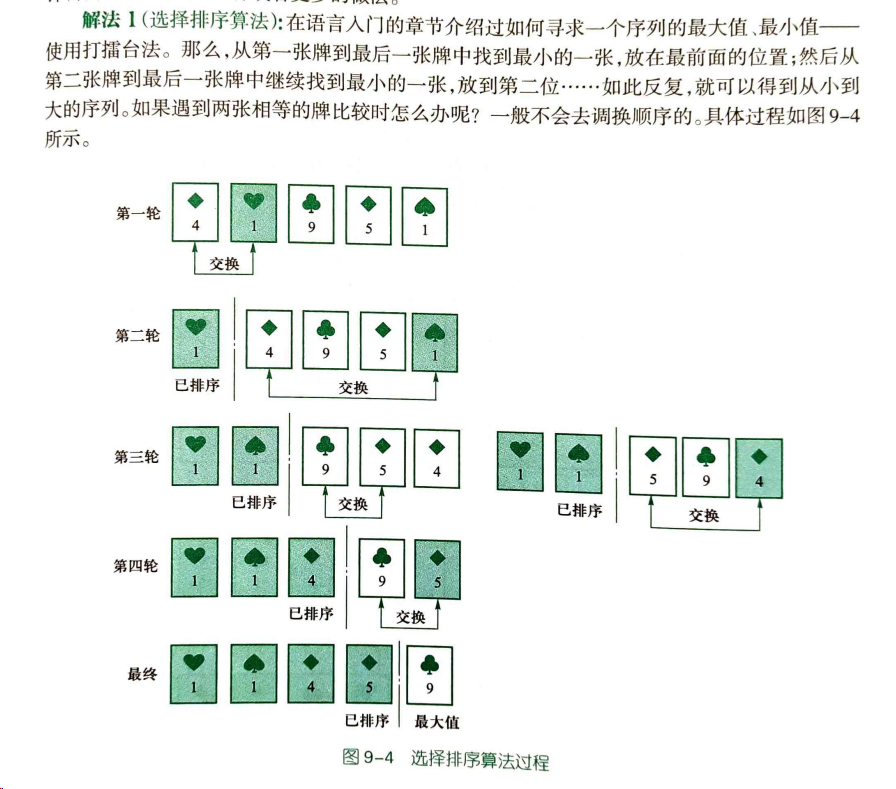 解法 1(选择排序算法):在语言入门的章节介绍过如何寻求一个序列的最大值、最小值——
使用打擂台法。那么,从第一张牌到最后一张牌中找到最小的一张,放在最前面的位置;然后从
第二张牌到最后一张牌中继续找到最小的一张,放到第二位……如此反复,就可以得到从小到
大的序列。如果遇到两张相等的牌比较时怎么办呢? 一般不会去调换顺序的。具体过程如图9-4
所示。
第一轮 4 1 9 5 1
交换
第二轮 1 4 9 5 1
已排序 交换
第三轮 1 1 9 5 4 1 1 5 9 4
已排序 交换 已排序 交换
第四轮 1 1 4 9 5
已排序 交换
最终 1 1 4 5 9
已排序 最大值
图9-4 选择排序算法过程